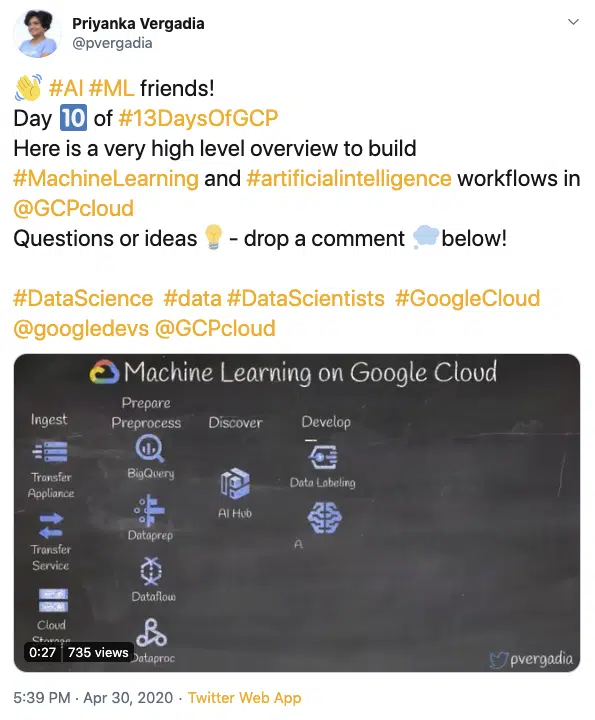 Priyanka Vergadia
@pvergadia
👋 #AI #ML friends!
Day 🔟 of #13DaysOfGCP
Here is a very high level overview to build
#MachineLearning and #artificialintelligence workflows in
@GCPcloud
Questions or ideas 💡 - drop a comment 💭 below!
#DataScience #data #DataScientists #GoogleCloud
@googledevs @GCPcloud
Machine Learning on Google Cloud
Ingest
Transfer
Appliance
Transfer
Service
Cloud
Storage
Prepare
Preprocess
BigQuery
Dataprep
Dataflow
Dataproc
Discover
AI Hub
Develop
Data Labeling
A
0:27 735 views
pvergadia
5:39 PM · Apr 30, 2020 · Twitter Web App